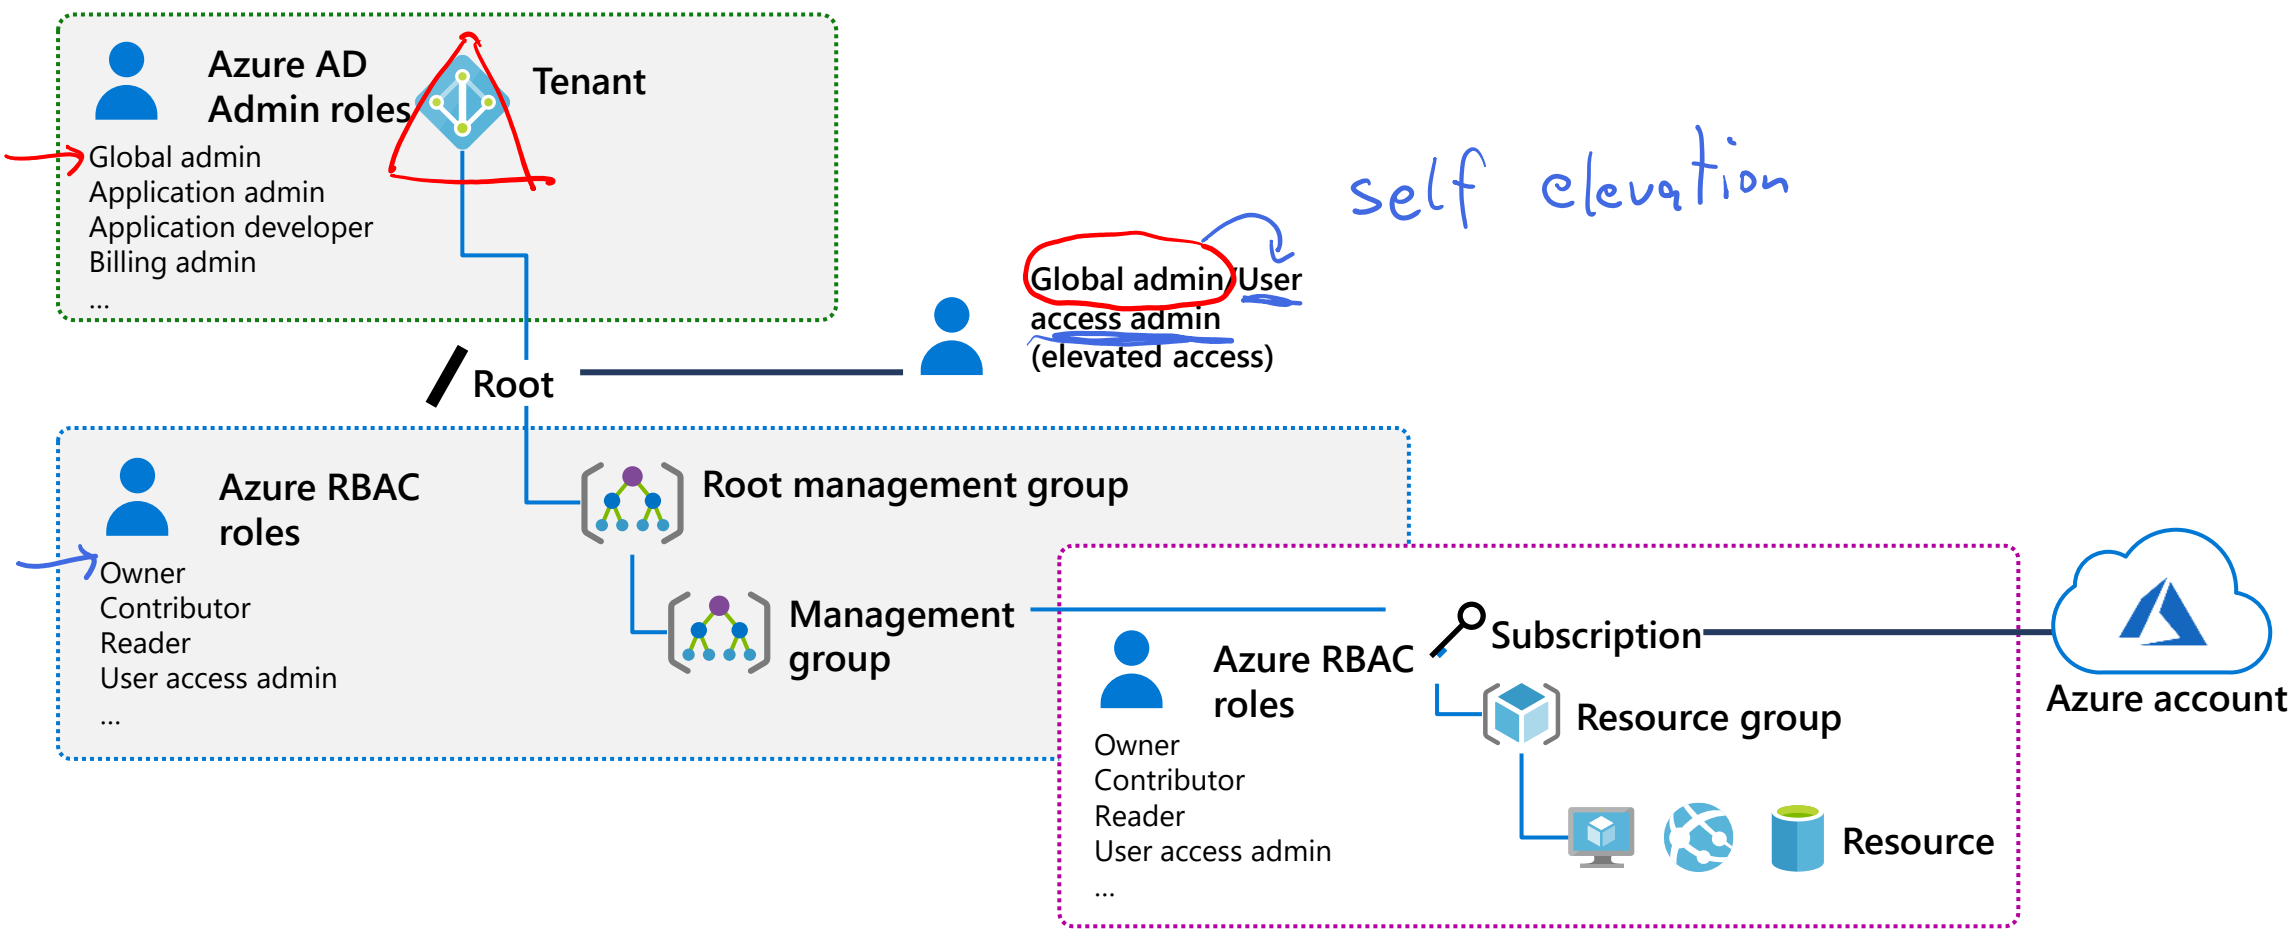 Azure AD
Admin roles
Tenant
Global admin
Application admin
Application developer
Billing admin
...
self elevation
Global admin/User
access admin
(elevated access)
Root
Azure RBAC
roles
Owner
Contributor
Reader
User access admin
...
Root management group
Management
group
Azure RBAC
roles
Owner
Contributor
Reader
User access admin
...
Subscription
Resource group
Resource
Azure account